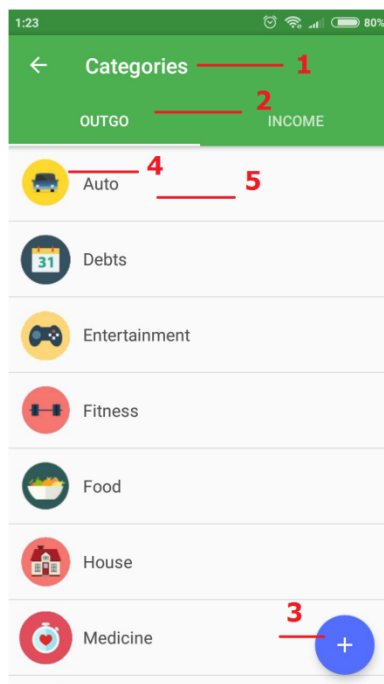 1:23 80%
Categories 1
2
OUTGO INCOME
4
Auto 5
31 Debts
Entertainment
Fitness
Food
House
3
Medicine +